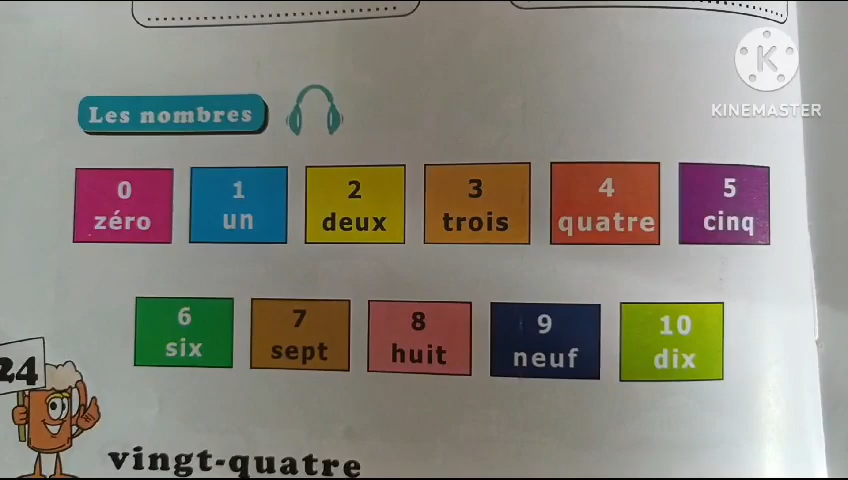 K
KINEMASTER
Les nombres
0 1 2 3 4 5
zéro un deux trois quatre cinq
6 7 8 9 10
six sept huit neuf dix
24
vingt-quatre